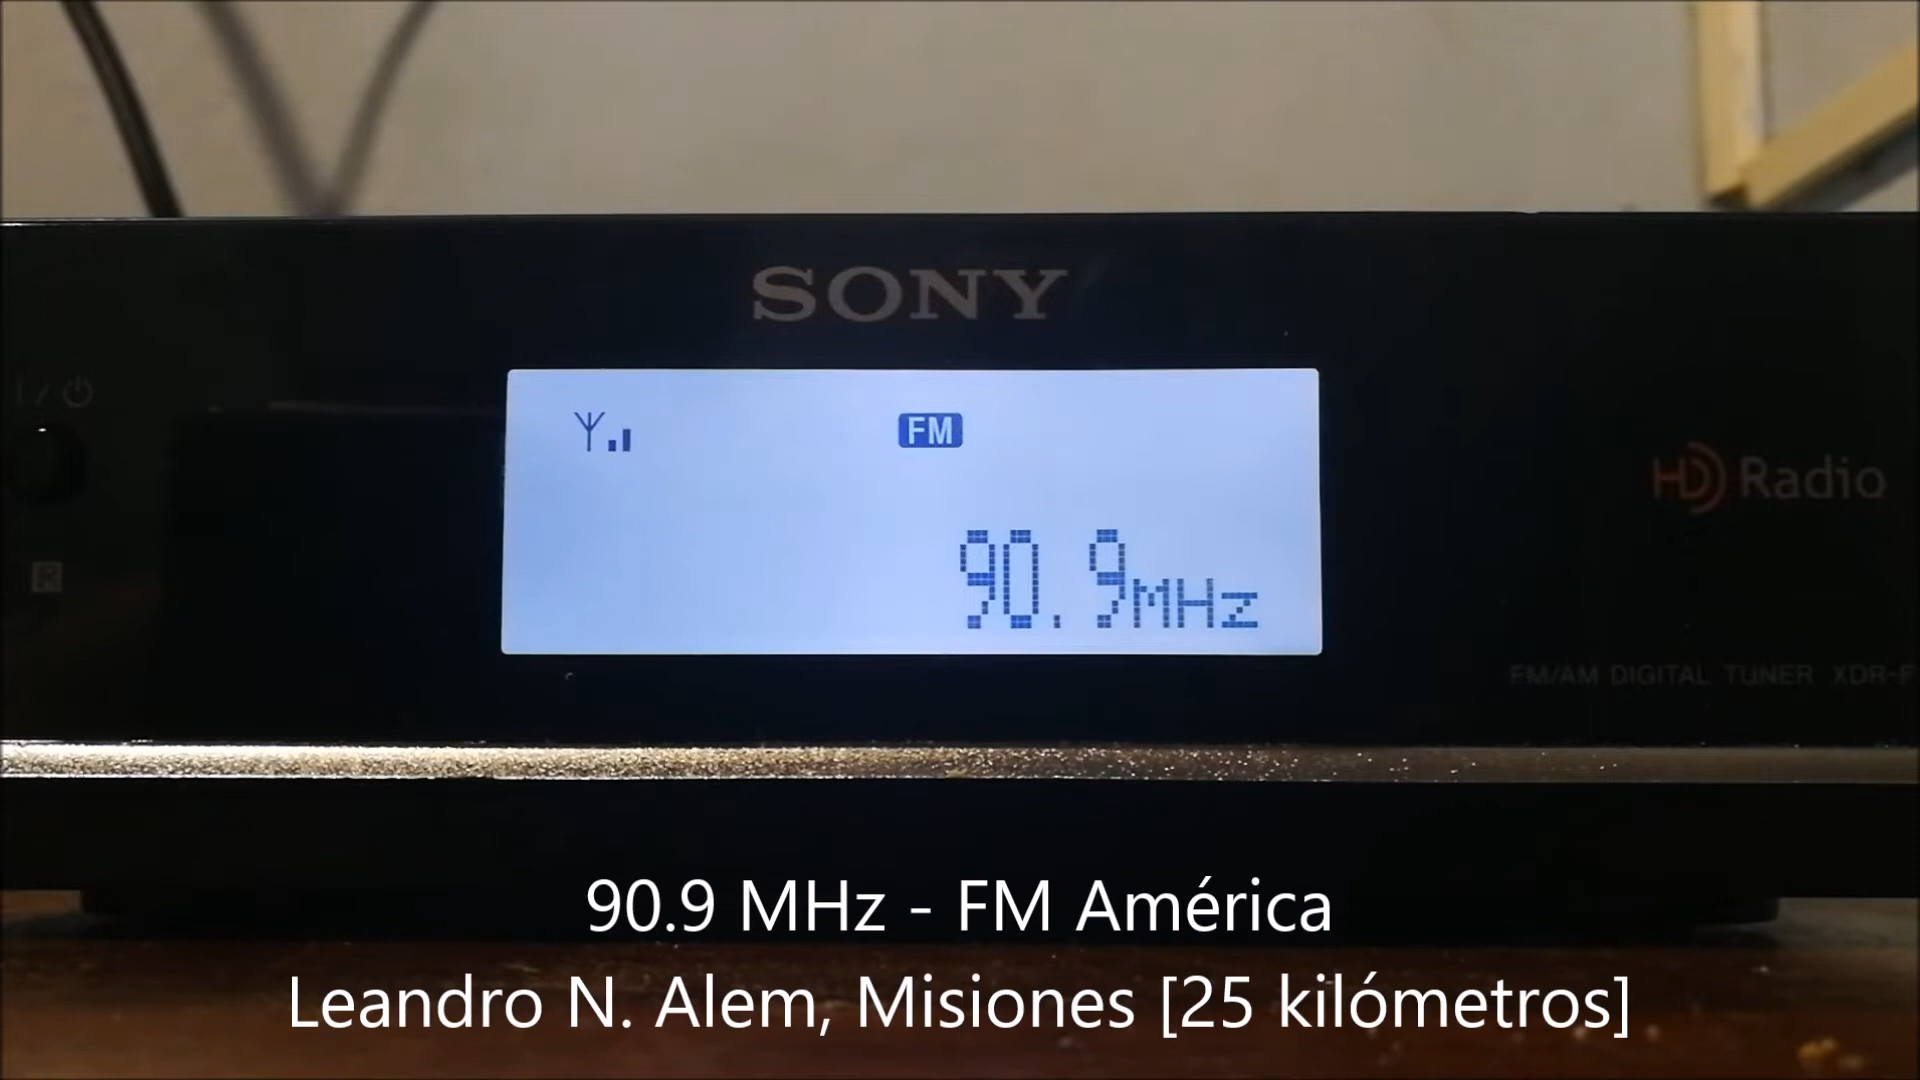 SONY
I / ⏻
FM
HD Radio
90.9MHz
R
FM/AM DIGITAL TUNER XDR-F
90.9 MHz - FM América
Leandro N. Alem, Misiones [25 kilómetros]